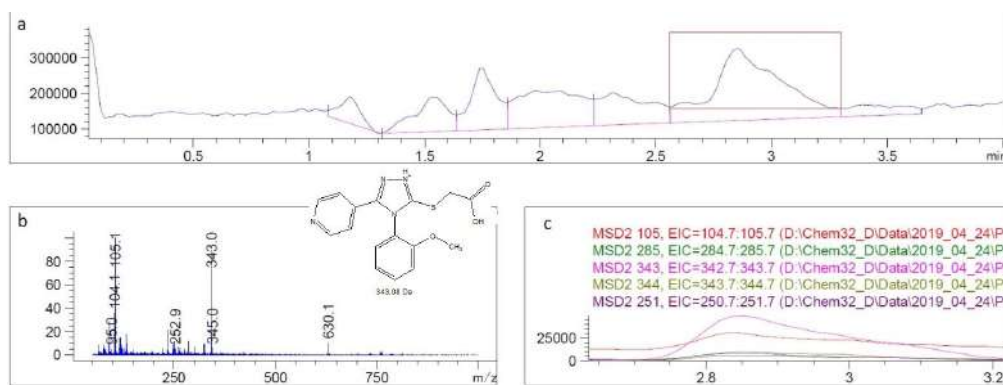 a
300000
200000
100000
0.5 1 1.5 2 2.5 3 3.5 min
b
80
60
40
20
0
95.0
104.1
105.1
252.9
343.0
345.0
630.1
250 500 750 m/z
N N H+
N N S O
OH
O CH₃
343.08 Da
c
MSD2 105, EIC=104.7:105.7 (D:\Chem32_D\Data\2019_04_24\P
MSD2 285, EIC=284.7:285.7 (D:\Chem32_D\Data\2019_04_24\P
MSD2 343, EIC=342.7:343.7 (D:\Chem32_D\Data\2019_04_24\P
MSD2 344, EIC=343.7:344.7 (D:\Chem32_D\Data\2019_04_24\P
MSD2 251, EIC=250.7:251.7 (D:\Chem32_D\Data\2019_04_24\P
25000
0
2.8 3 3.2